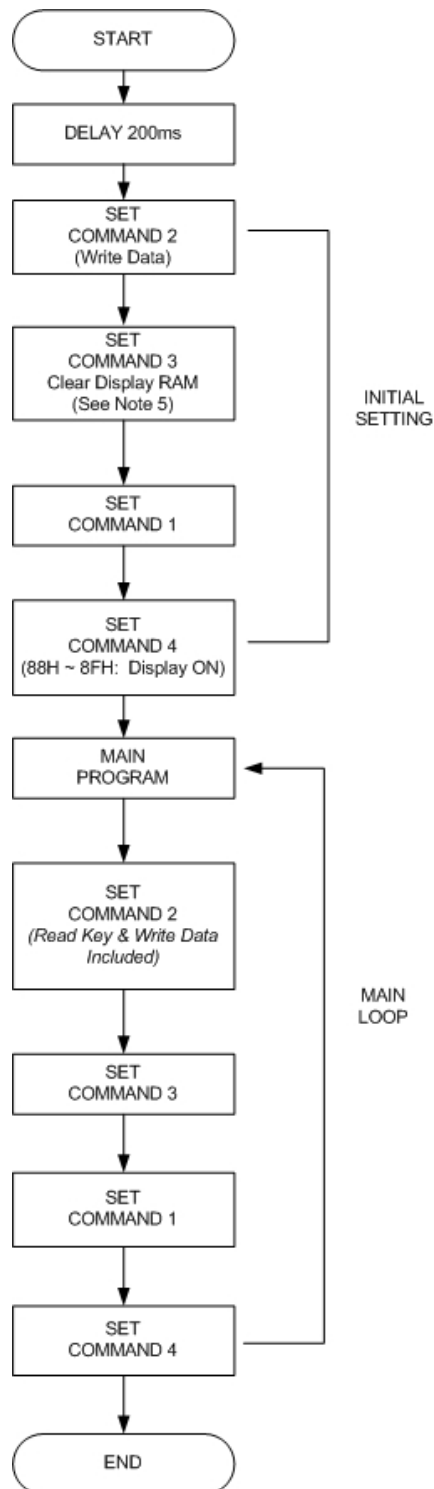 START
DELAY 200ms
SET
COMMAND 2
(Write Data)
SET
COMMAND 3
Clear Display RAM
(See Note 5)
INITIAL
SETTING
SET
COMMAND 1
SET
COMMAND 4
(88H ~ 8FH:  Display ON)
MAIN
PROGRAM
SET
COMMAND 2
(Read Key & Write Data
Included)
MAIN
LOOP
SET
COMMAND 3
SET
COMMAND 1
SET
COMMAND 4
END